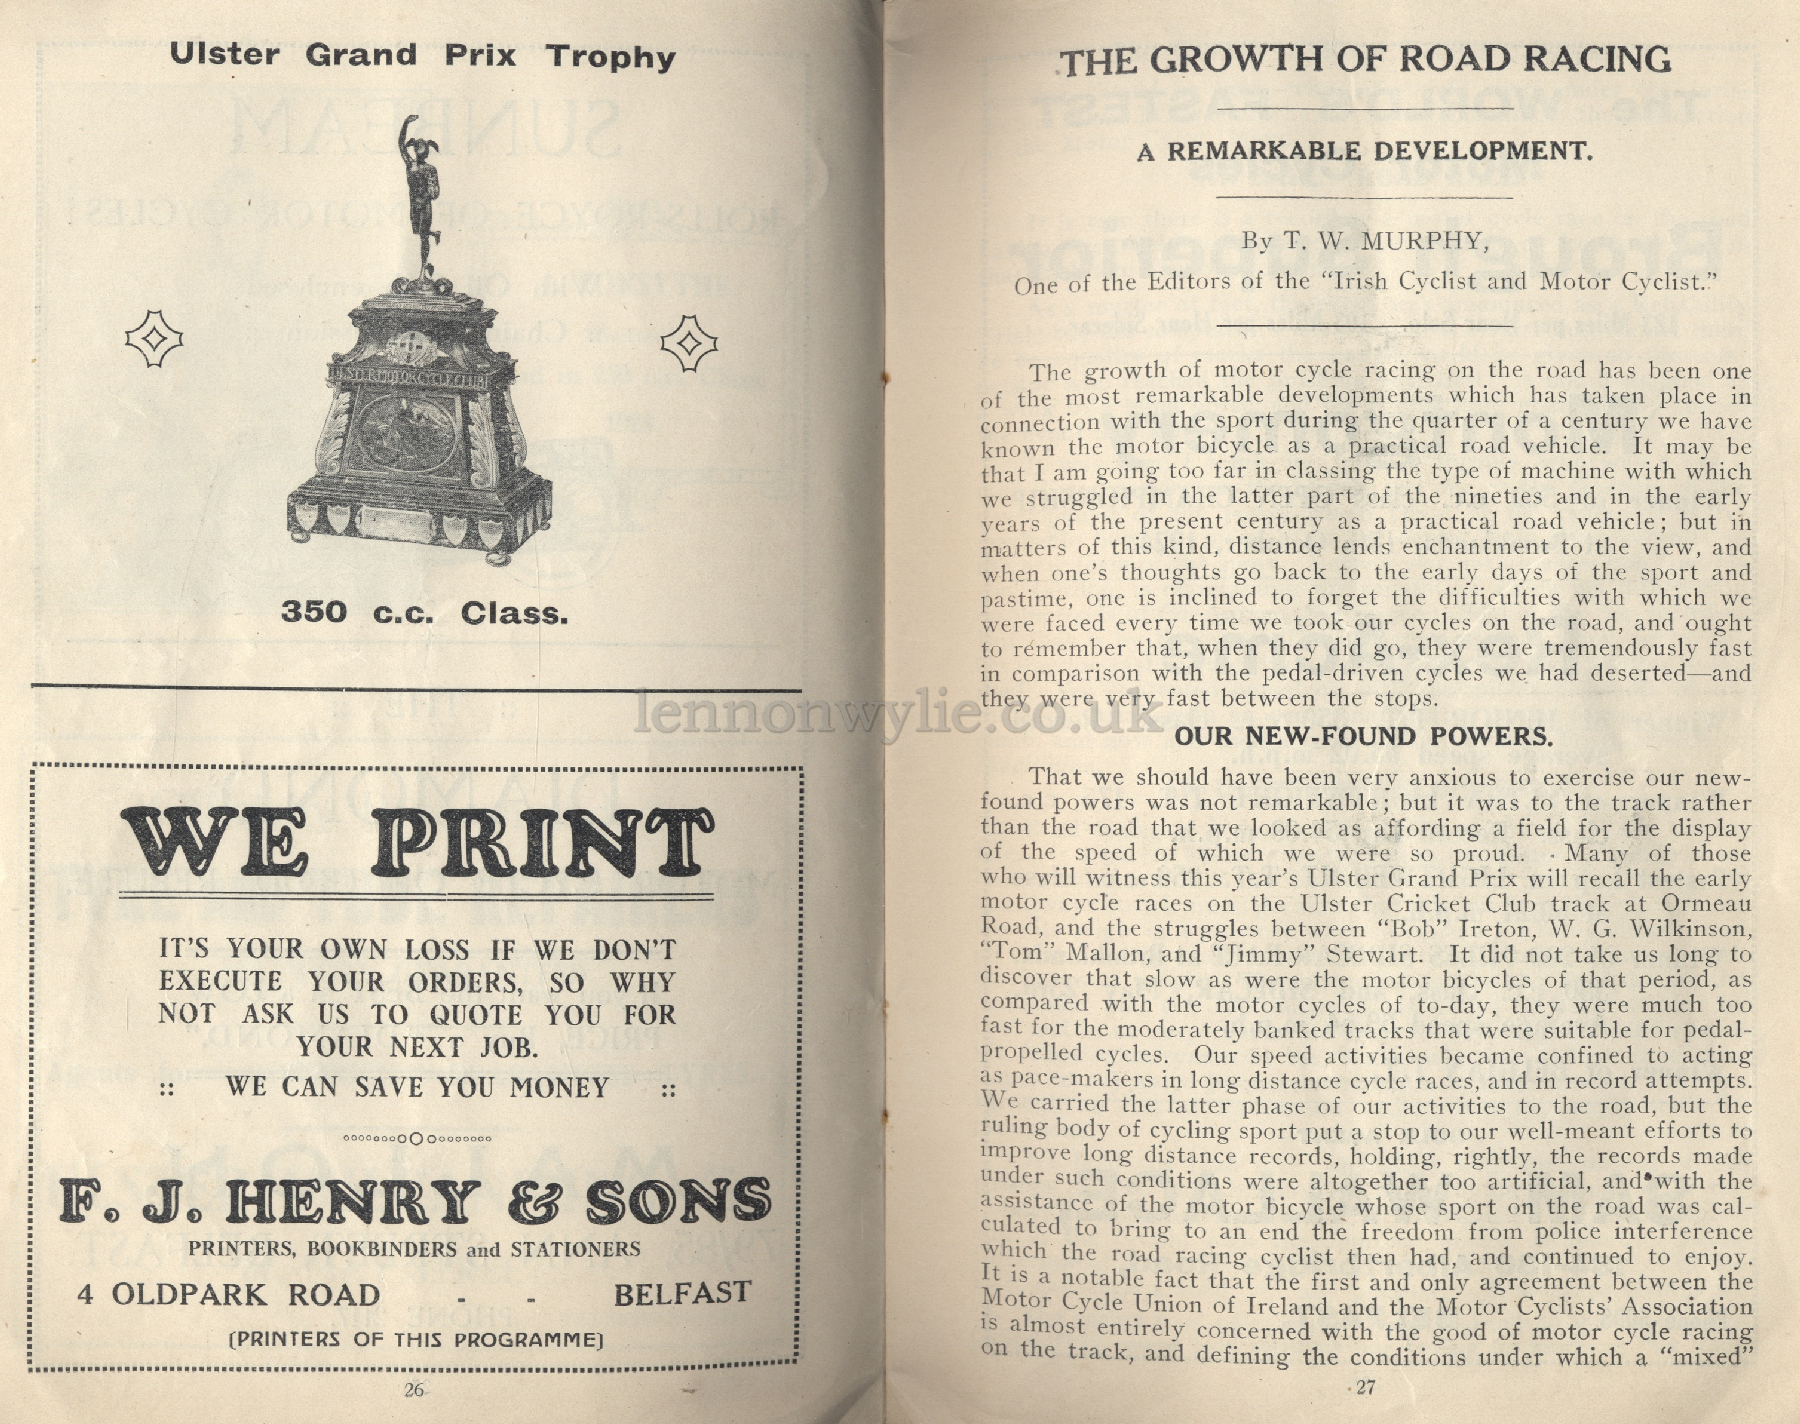 Ulster Grand Prix Trophy
ULSTER MOTOR CYCLE CLUB
350 c.c. Class.
WE PRINT
IT'S YOUR OWN LOSS IF WE DON'T
EXECUTE YOUR ORDERS, SO WHY
NOT ASK US TO QUOTE YOU FOR
YOUR NEXT JOB.
:: WE CAN SAVE YOU MONEY ::
F. J. HENRY & SONS
PRINTERS, BOOKBINDERS and STATIONERS
4 OLDPARK ROAD - - BELFAST
(PRINTERS OF THIS PROGRAMME)
26
THE GROWTH OF ROAD RACING
A REMARKABLE DEVELOPMENT.
By T. W. MURPHY,
One of the Editors of the "Irish Cyclist and Motor Cyclist."
The growth of motor cycle racing on the road has been one
of the most remarkable developments which has taken place in
connection with the sport during the quarter of a century we have
known the motor bicycle as a practical road vehicle. It may be
that I am going too far in classing the type of machine with which
we struggled in the latter part of the nineties and in the early
years of the present century as a practical road vehicle; but in
matters of this kind, distance lends enchantment to the view, and
when one's thoughts go back to the early days of the sport and
pastime, one is inclined to forget the difficulties with which we
were faced every time we took our cycles on the road, and ought
to remember that, when they did go, they were tremendously fast
in comparison with the pedal-driven cycles we had deserted—and
they were very fast between the stops.
lennonwylie.co.uk
OUR NEW-FOUND POWERS.
That we should have been very anxious to exercise our new-
found powers was not remarkable; but it was to the track rather
than the road that we looked as affording a field for the display
of the speed of which we were so proud. Many of those
who will witness this year's Ulster Grand Prix will recall the early
motor cycle races on the Ulster Cricket Club track at Ormeau
Road, and the struggles between "Bob" Ireton, W. G. Wilkinson,
"Tom" Mallon, and "Jimmy" Stewart. It did not take us long to
discover that slow as were the motor bicycles of that period, as
compared with the motor cycles of to-day, they were much too
fast for the moderately banked tracks that were suitable for pedal-
propelled cycles. Our speed activities became confined to acting
as pace-makers in long distance cycle races, and in record attempts.
We carried the latter phase of our activities to the road, but the
ruling body of cycling sport put a stop to our well-meant efforts to
improve long distance records, holding, rightly, the records made
under such conditions were altogether too artificial, and with the
assistance of the motor bicycle whose sport on the road was cal-
culated to bring to an end the freedom from police interference
which the road racing cyclist then had, and continued to enjoy.
It is a notable fact that the first and only agreement between the
Motor Cycle Union of Ireland and the Motor Cyclists' Association
is almost entirely concerned with the good of motor cycle racing
on the track, and defining the conditions under which a "mixed"
27